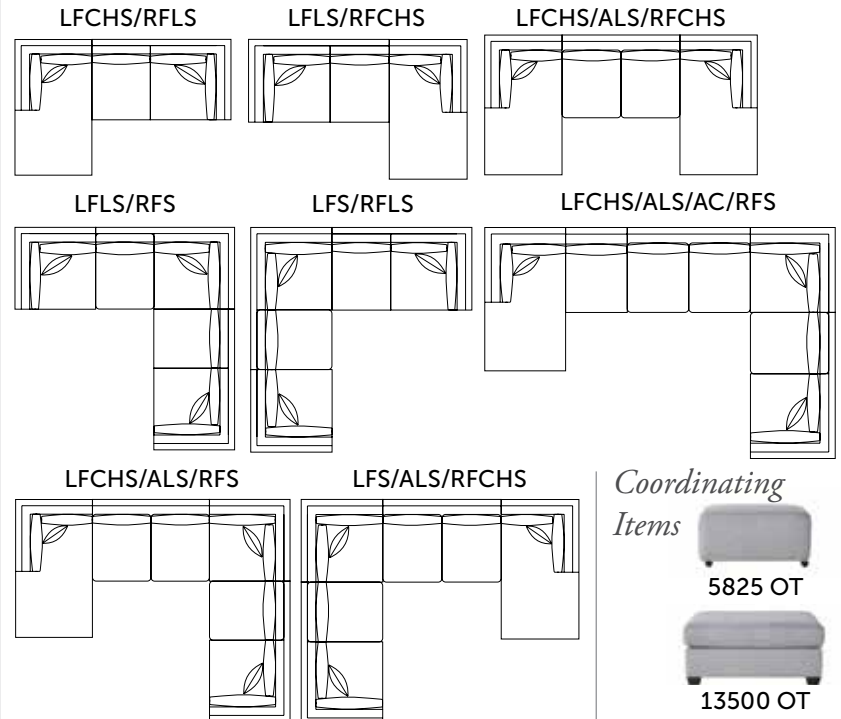 LFCHS/RFLS
LFLS/RFCHS
LFCHS/ALS/RFCHS
LFLS/RFS
LFS/RFLS
LFCHS/ALS/AC/RFS
LFCHS/ALS/RFS
LFS/ALS/RFCHS
Coordinating
Items
5825 OT
13500 OT